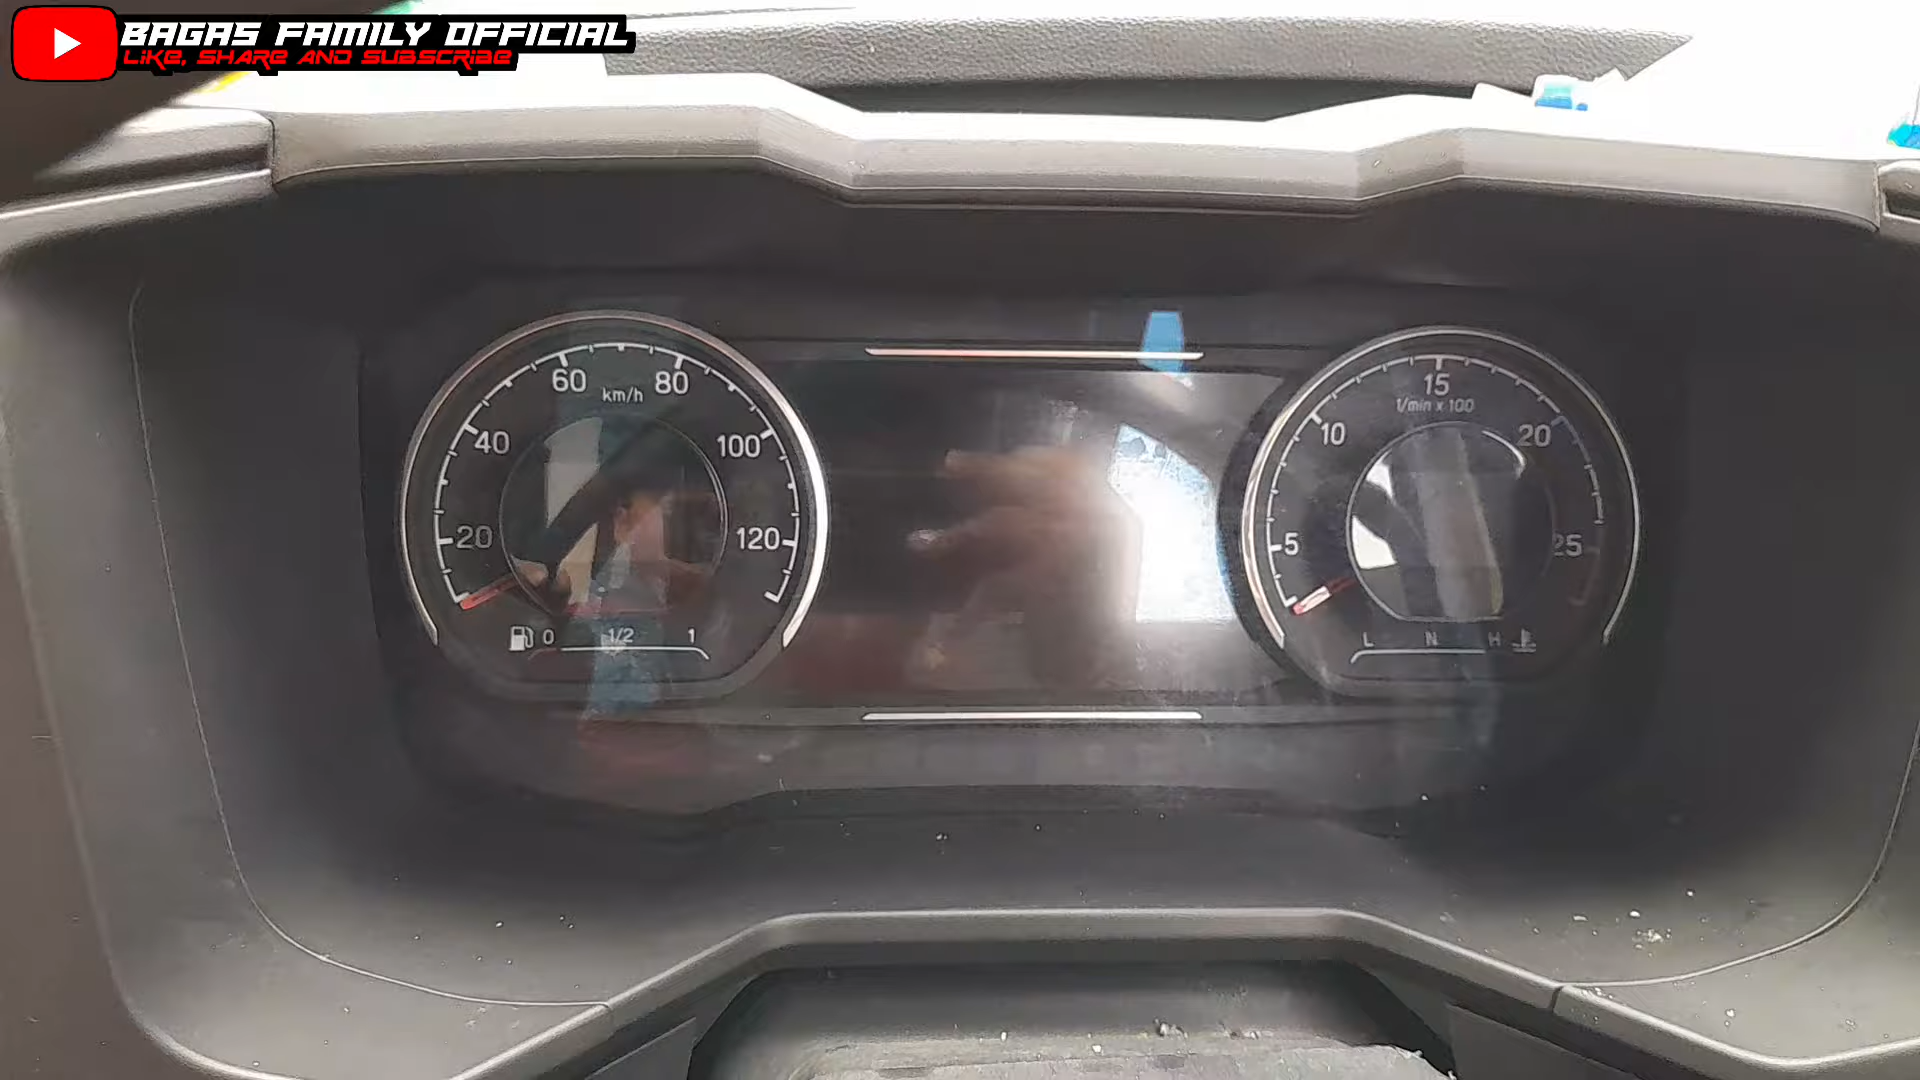 BAGAS FAMILY OFFICIAL
LIKE, SHARE AND SUBSCRIBE
60 80
km/h
40 100
20 120
0 1/2 1
15
1/min x 100
10 20
5 25
L N H